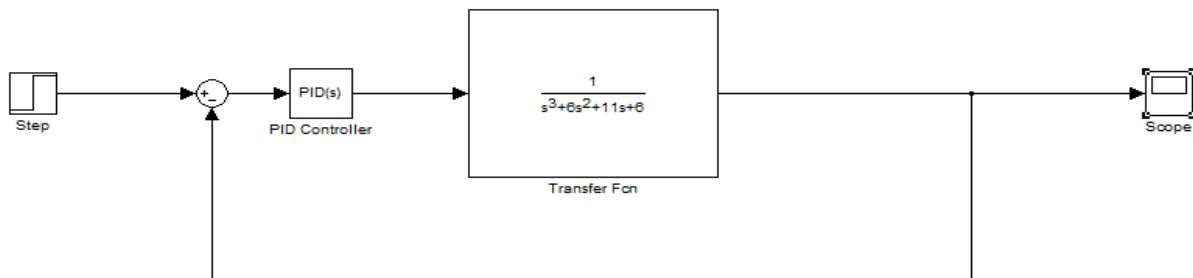 Step
+
−
PID(s)
PID Controller
1
s³+6s²+11s+6
Transfer Fcn
Scope